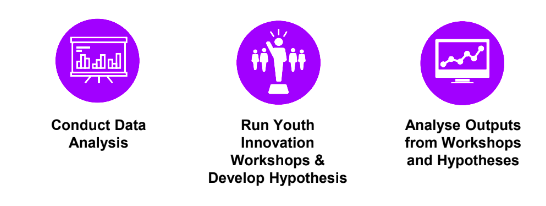 Conduct Data
Analysis
Run Youth
Innovation
Workshops &
Develop Hypothesis
Analyse Outputs
from Workshops
and Hypotheses